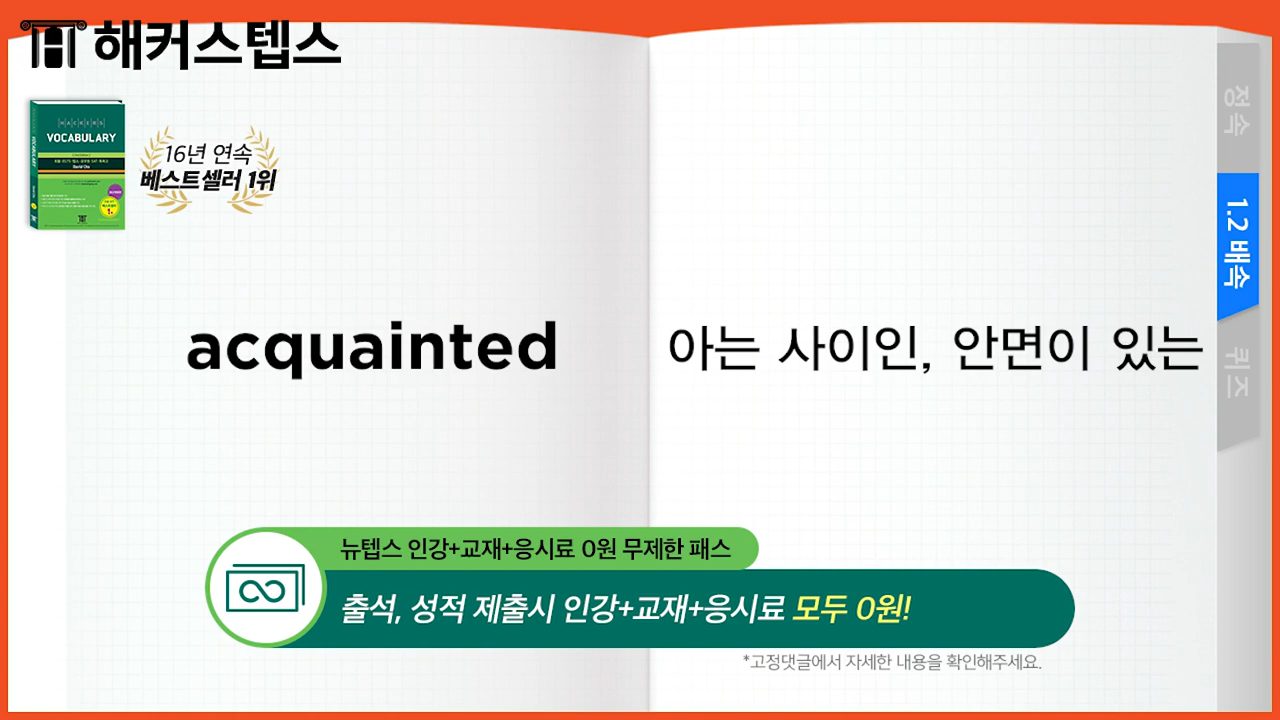 해커스텝스
HACKERS
VOCABULARY
16년 연속
베스트셀러 1위
정속
1.2 배속
퀴즈
acquainted
아는 사이인, 안면이 있는
뉴텝스 인강+교재+응시료 0원 무제한 패스
출석, 성적 제출시 인강+교재+응시료 모두 0원!
*고정댓글에서 자세한 내용을 확인해주세요.